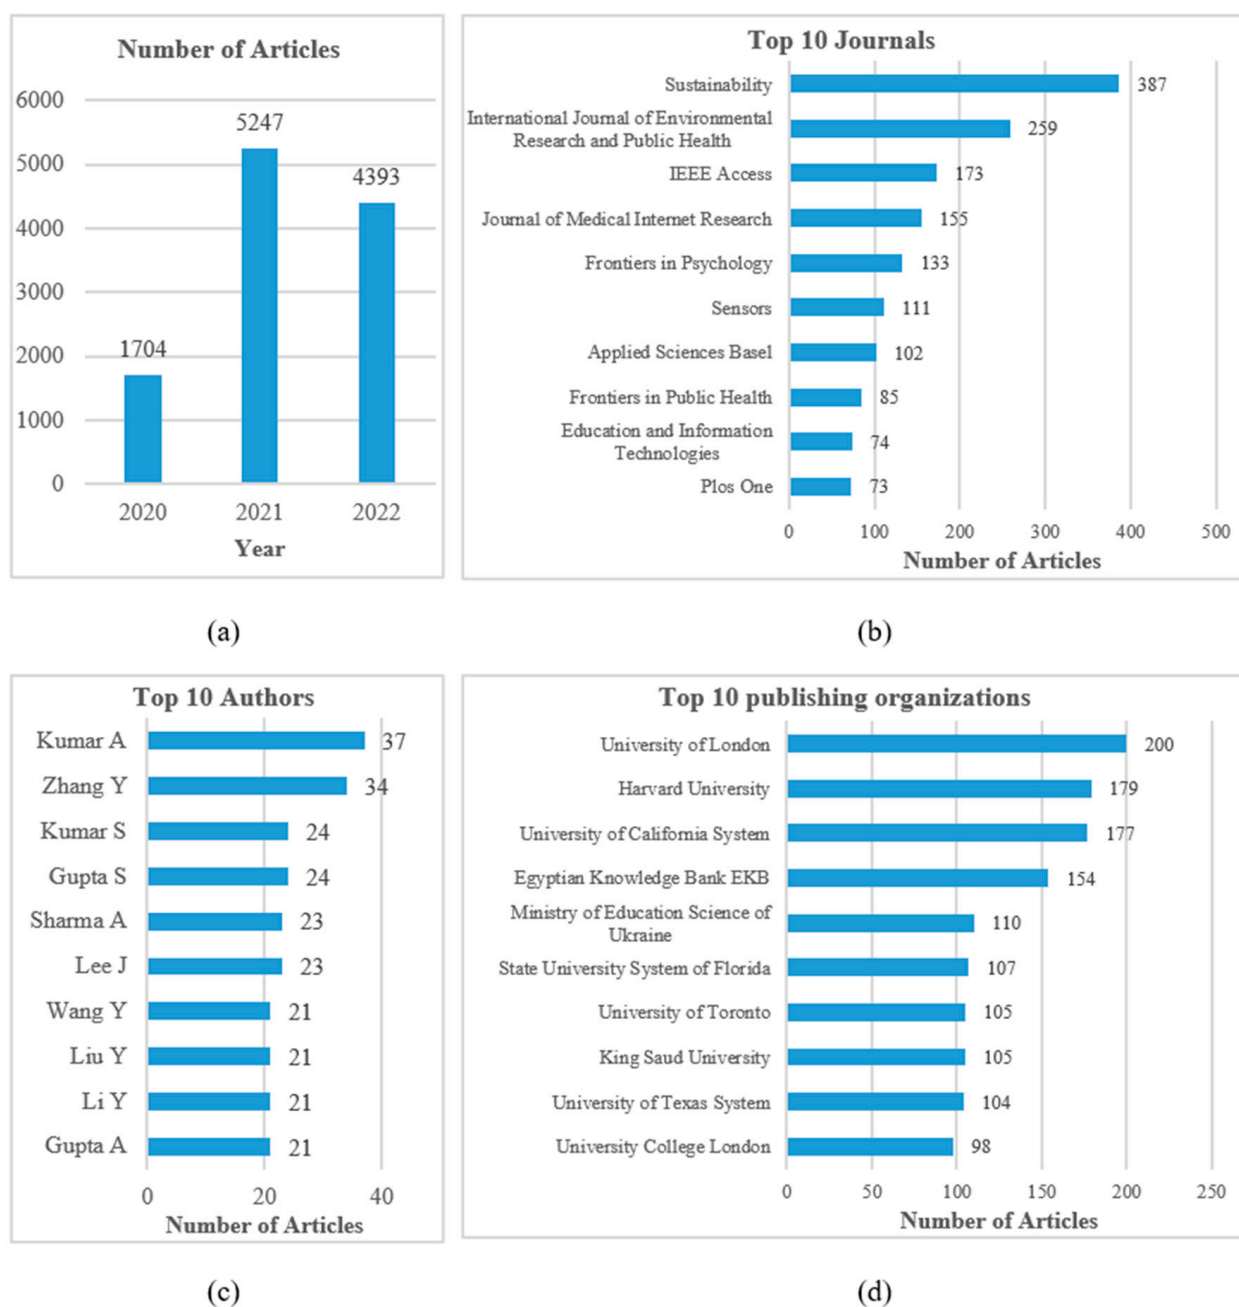 Number of Articles
6000
5000
4000
3000
2000
1000
0
1704
5247
4393
2020 2021 2022
Year
(a)
Top 10 Journals
Sustainability 387
International Journal of Environmental
Research and Public Health 259
IEEE Access 173
Journal of Medical Internet Research 155
Frontiers in Psychology 133
Sensors 111
Applied Sciences Basel 102
Frontiers in Public Health 85
Education and Information
Technologies 74
Plos One 73
0 100 200 300 400 500
Number of Articles
(b)
Top 10 Authors
Kumar A 37
Zhang Y 34
Kumar S 24
Gupta S 24
Sharma A 23
Lee J 23
Wang Y 21
Liu Y 21
Li Y 21
Gupta A 21
0 20 40
Number of Articles
(c)
Top 10 publishing organizations
University of London 200
Harvard University 179
University of California System 177
Egyptian Knowledge Bank EKB 154
Ministry of Education Science of
Ukraine 110
State University System of Florida 107
University of Toronto 105
King Saud University 105
University of Texas System 104
University College London 98
0 50 100 150 200 250
Number of Articles
(d)